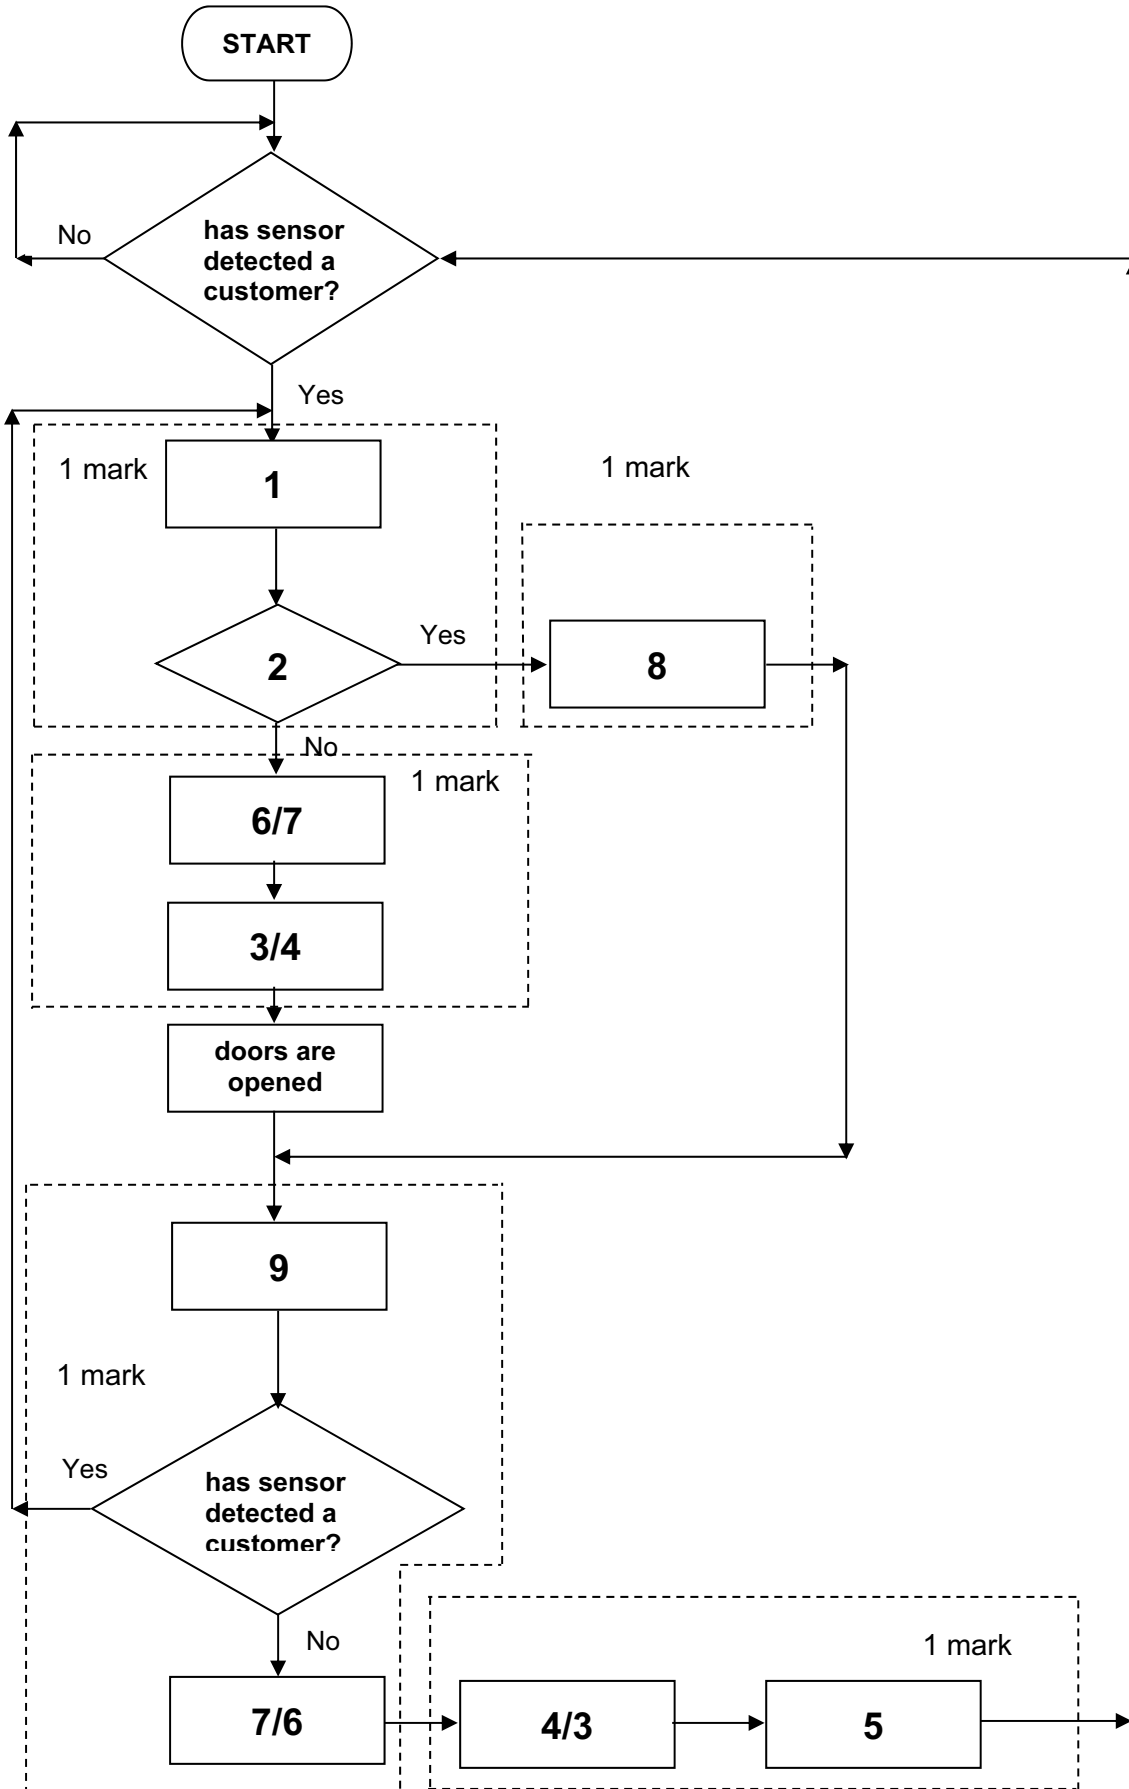 START
No
has sensor
detected a
customer?
Yes
1 mark
1
1 mark
2
Yes
8
No
1 mark
6/7
3/4
doors are
opened
9
1 mark
Yes
has sensor
detected a
customer?
No
1 mark
7/6
4/3
5